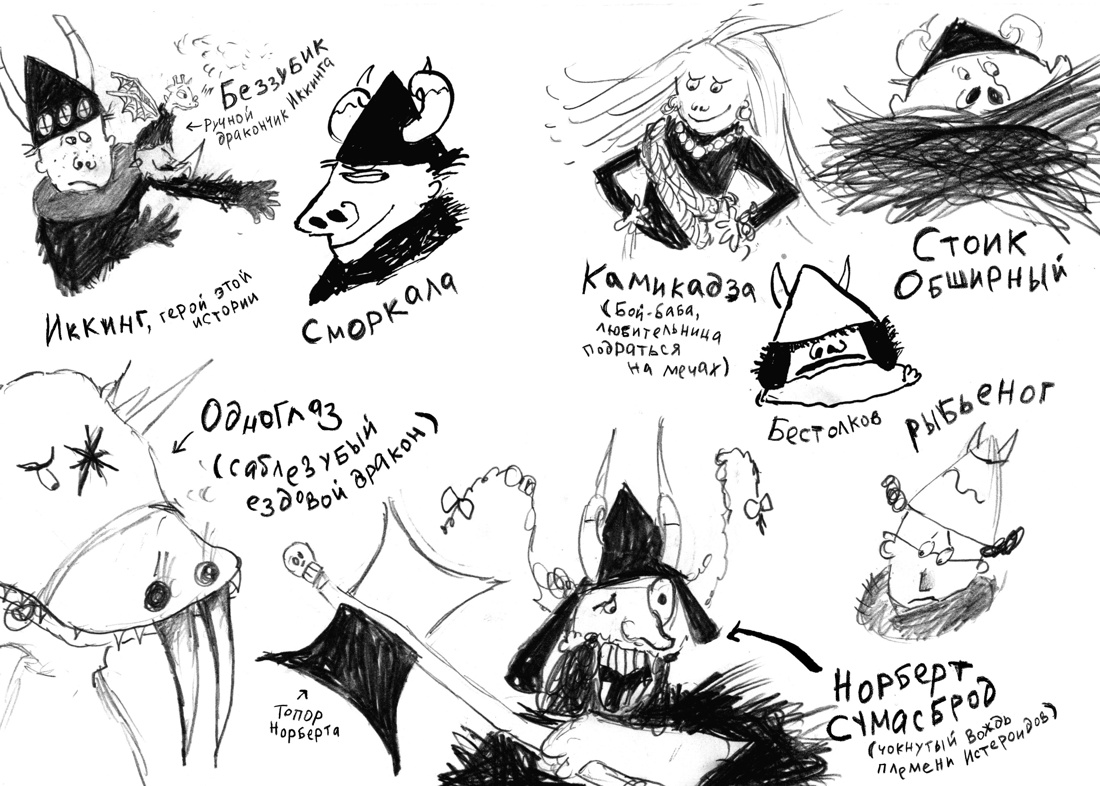 Беззубик
Ручной
дракончик Иккинга
Иккинг, герой этой
истории
Сморкала
Камикадза
(Бой-баба,
любительница
подраться
на мечах)
Стоик
Обширный
Бестолков
Рыбьеног
Одноглаз
(саблезубый
ездовой дракон)
Топор
Норберта
Норберт
Сумасброд
(чокнутый вождь
племени Истероидов)